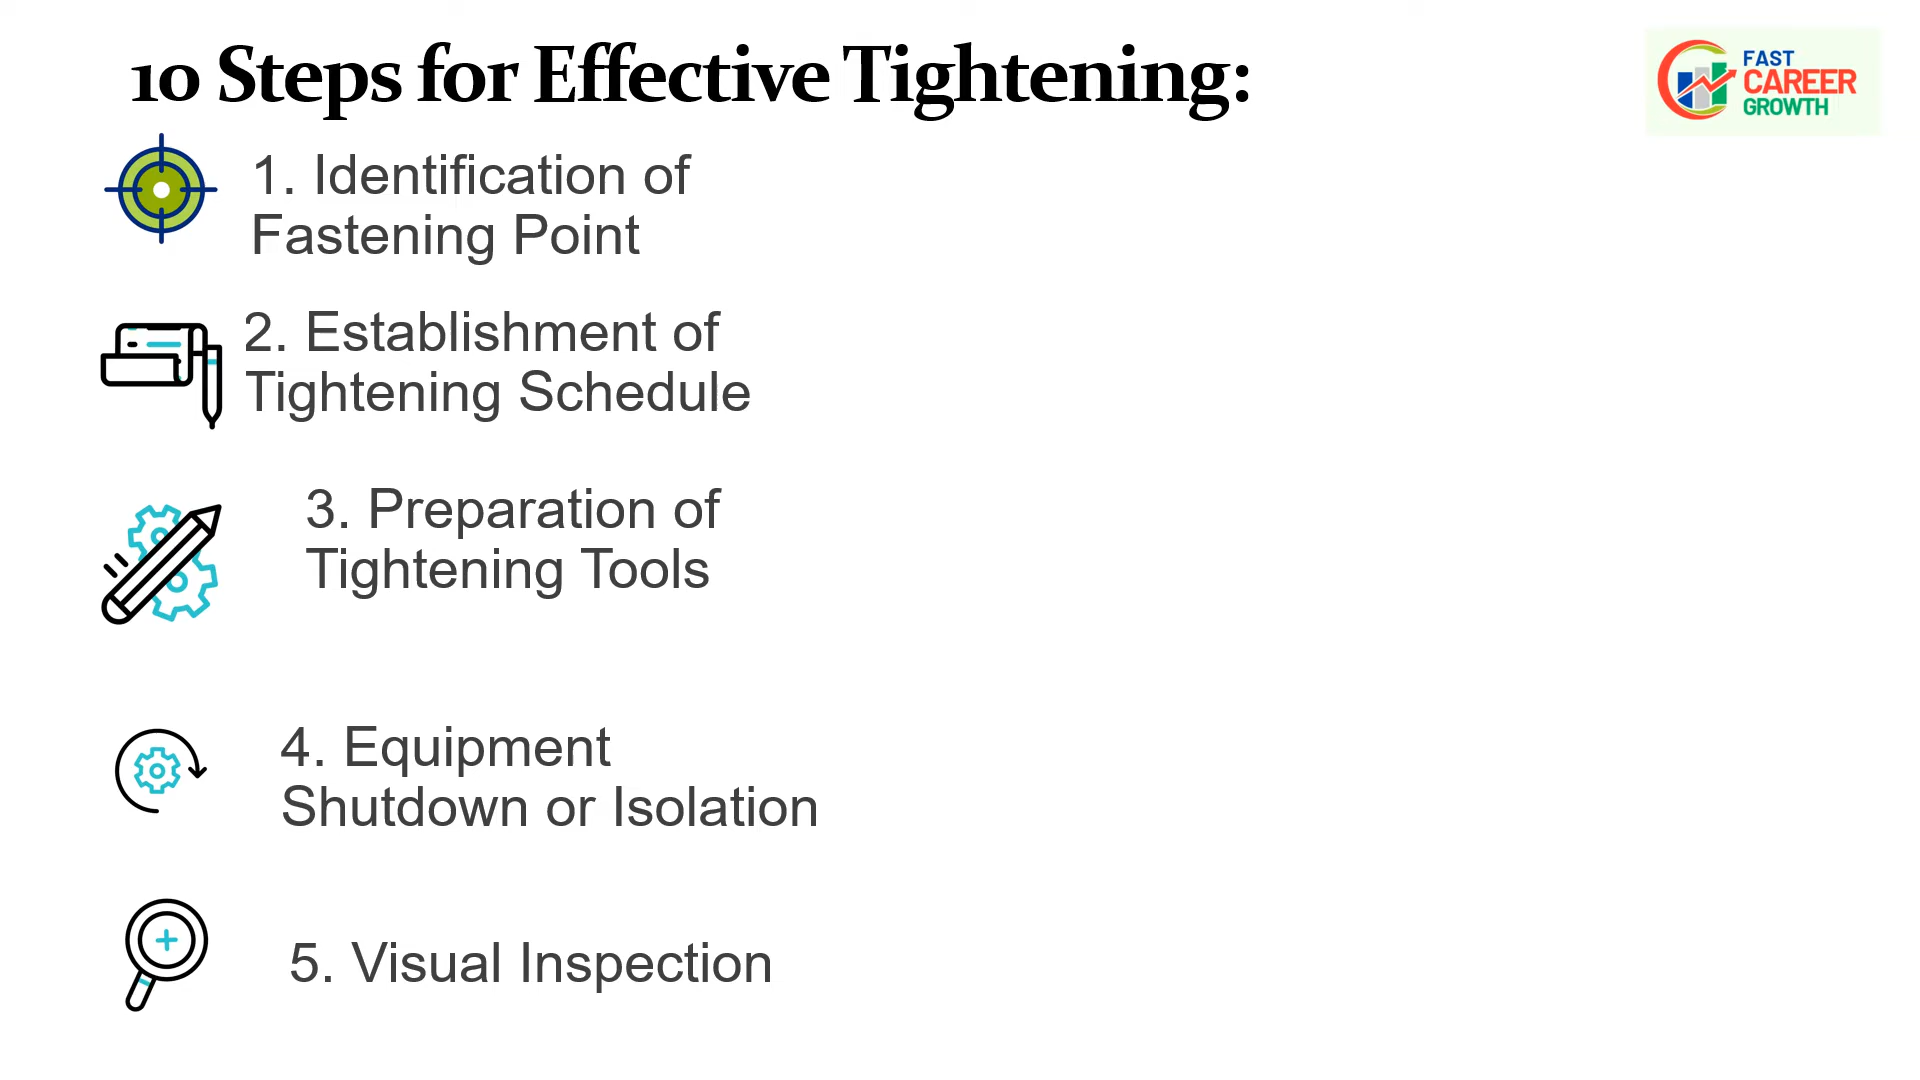 10 Steps for Effective Tightening:
FAST
CAREER
GROWTH
1. Identification of
Fastening Point
2. Establishment of
Tightening Schedule
3. Preparation of
Tightening Tools
4. Equipment
Shutdown or Isolation
5. Visual Inspection